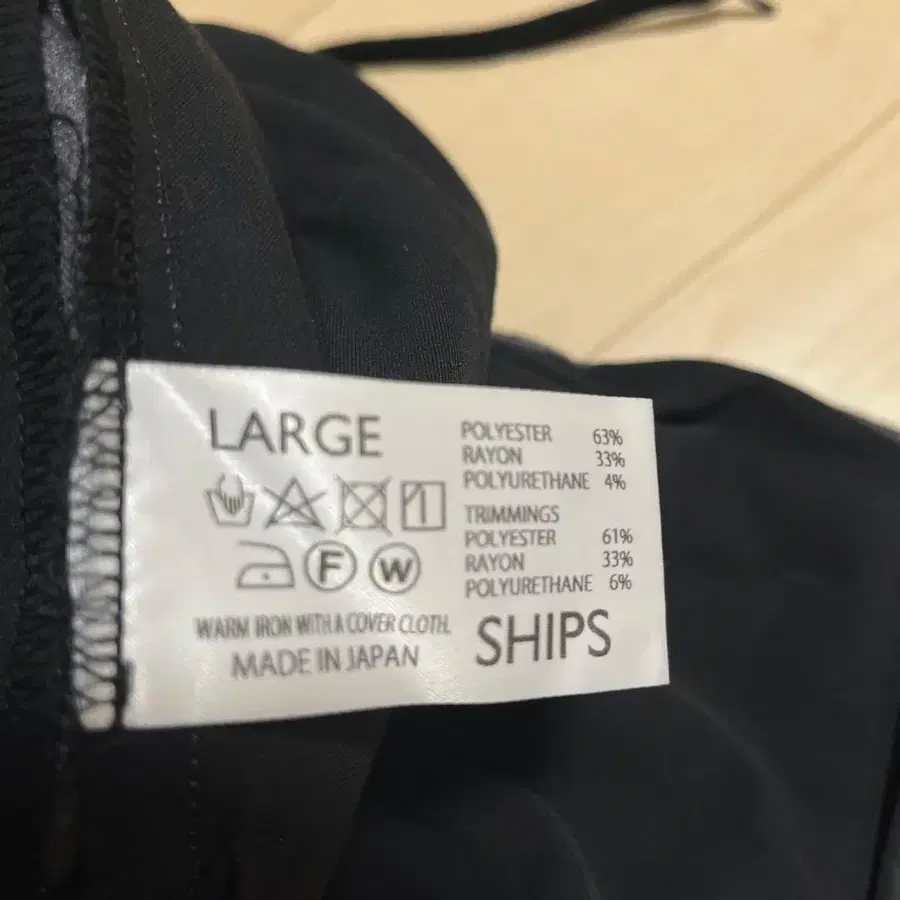 LARGE
POLYESTER 63%
RAYON 33%
POLYURETHANE 4%
TRIMMINGS
POLYESTER 61%
RAYON 33%
POLYURETHANE 6%
F W
WARM IRON WITH A COVER CLOTH.
MADE IN JAPAN
SHIPS